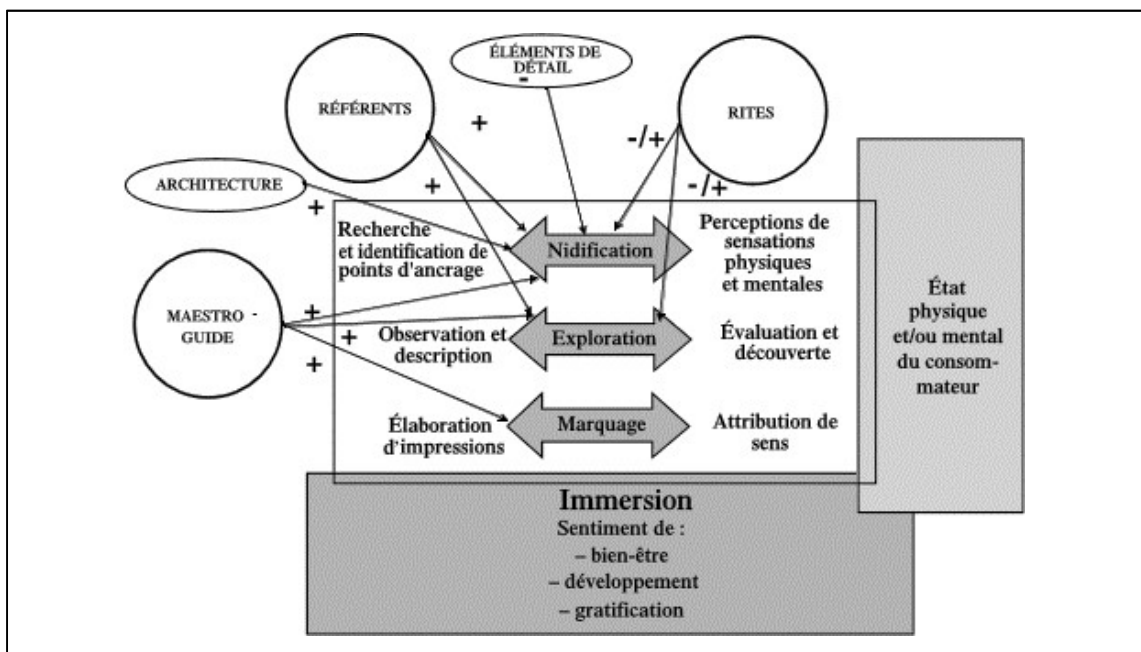 ÉLÉMENTS DE
DÉTAIL
-
RÉFÉRENTS
RITES
+
-/+
ARCHITECTURE
+
-/+
+
Recherche
et identification de
points d'ancrage
Nidification
Perceptions de
sensations
physiques
et mentales
MAESTRO -
GUIDE
+
+
+
Observation et
description
Exploration
Évaluation et
découverte
Élaboration
d'impressions
Marquage
Attribution de
sens
État
physique
et/ou mental
du consom-
mateur
Immersion
Sentiment de :
– bien-être
– développement
– gratification